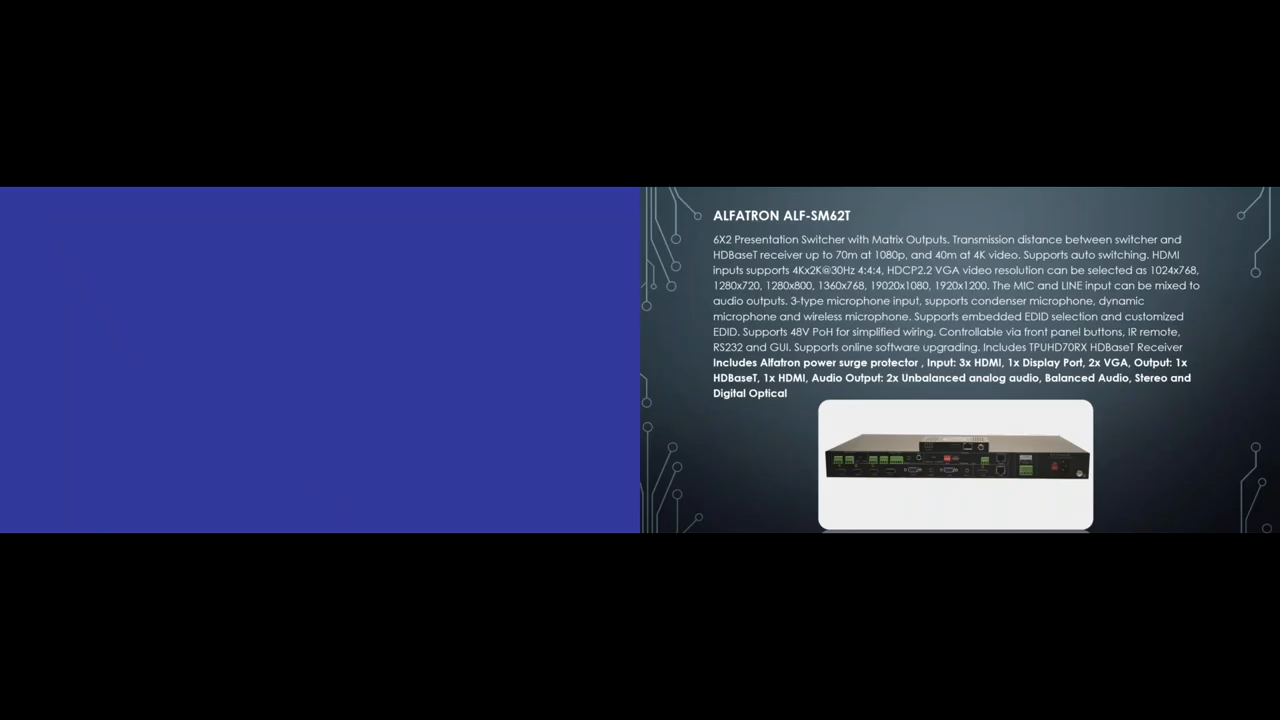 ALFATRON ALF-SM62T
6X2 Presentation Switcher with Matrix Outputs. Transmission distance between switcher and
HDBaseT receiver up to 70m at 1080p, and 40m at 4K video. Supports auto switching. HDMI
inputs supports 4Kx2K@30Hz 4:4:4, HDCP2.2 VGA video resolution can be selected as 1024x768,
1280x720, 1280x800, 1360x768, 19020x1080, 1920x1200. The MIC and LINE input can be mixed to
audio outputs. 3-type microphone input, supports condenser microphone, dynamic
microphone and wireless microphone. Supports embedded EDID selection and customized
EDID. Supports 48V PoH for simplified wiring. Controllable via front panel buttons, IR remote,
RS232 and GUI. Supports online software upgrading. Includes TPUHD70RX HDBaseT Receiver
Includes Alfatron power surge protector , Input: 3x HDMI, 1x Display Port, 2x VGA, Output: 1x
HDBaseT, 1x HDMI, Audio Output: 2x Unbalanced analog audio, Balanced Audio, Stereo and
Digital Optical